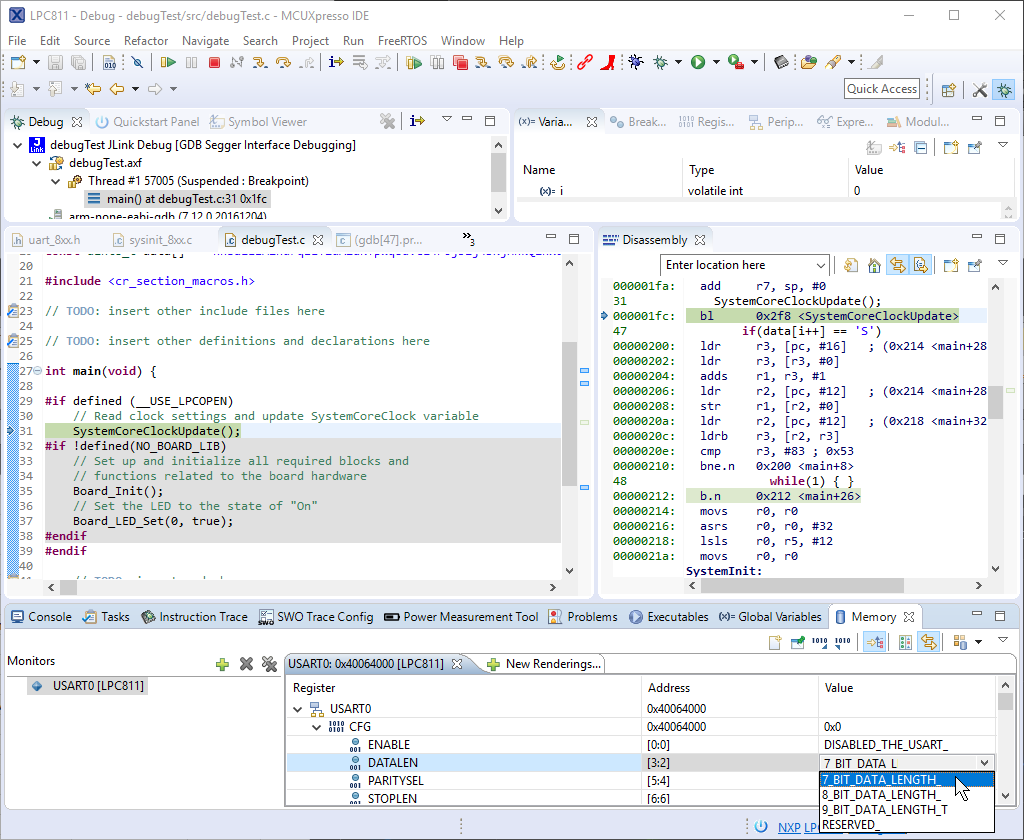 LPC811 - Debug - debugTest/src/debugTest.c - MCUXpresso IDE
File Edit Source Refactor Navigate Search Project Run FreeRTOS Window Help
Quick Access
Debug Quickstart Panel Symbol Viewer
debugTest JLink Debug [GDB Segger Interface Debugging]
debugTest.axf
Thread #1 57005 (Suspended : Breakpoint)
main() at debugTest.c:31 0x1fc
arm-none-eabi-gdb (7.12.0.20161204)
(x)= Varia... Break... Regis... Perip... Expre... Modul...
Name Type Value
(x)= i volatile int 0
uart_8xx.h sysinit_8xx.c debugTest.c (gdb[47].pr... »3
20
21 #include <cr_section_macros.h>
22
23 // TODO: insert other include files here
24
25 // TODO: insert other definitions and declarations here
26
27 int main(void) {
28
29 #if defined (__USE_LPCOPEN)
30 // Read clock settings and update SystemCoreClock variable
31 SystemCoreClockUpdate();
32 #if !defined(NO_BOARD_LIB)
33 // Set up and initialize all required blocks and
34 // functions related to the board hardware
35 Board_Init();
36 // Set the LED to the state of "On"
37 Board_LED_Set(0, true);
38 #endif
39 #endif
40
Disassembly
Enter location here
000001fa: add r7, sp, #0
31 SystemCoreClockUpdate();
000001fc: bl 0x2f8 <SystemCoreClockUpdate>
47 if(data[i++] == 'S')
00000200: ldr r3, [pc, #16] ; (0x214 <main+28
00000202: ldr r3, [r3, #0]
00000204: adds r1, r3, #1
00000206: ldr r2, [pc, #12] ; (0x214 <main+28
00000208: str r1, [r2, #0]
0000020a: ldr r2, [pc, #12] ; (0x218 <main+32
0000020c: ldrb r3, [r2, r3]
0000020e: cmp r3, #83 ; 0x53
00000210: bne.n 0x200 <main+8>
48 while(1) { }
00000212: b.n 0x212 <main+26>
00000214: movs r0, r0
00000216: asrs r0, r0, #32
00000218: lsls r0, r5, #12
0000021a: movs r0, r0
SystemInit:
Console Tasks Instruction Trace SWO Trace Config Power Measurement Tool Problems Executables (x)= Global Variables Memory
Monitors
USART0 [LPC811]
USART0: 0x40064000 [LPC811] New Renderings...
Register Address Value
USART0 0x40064000
CFG 0x40064000 0x0
ENABLE [0:0] DISABLED_THE_USART_
DATALEN [3:2] 7_BIT_DATA_L
PARITYSEL [5:4]
STOPLEN [6:6]
7_BIT_DATA_LENGTH_
8_BIT_DATA_LENGTH_
9_BIT_DATA_LENGTH_T
RESERVED_
NXP